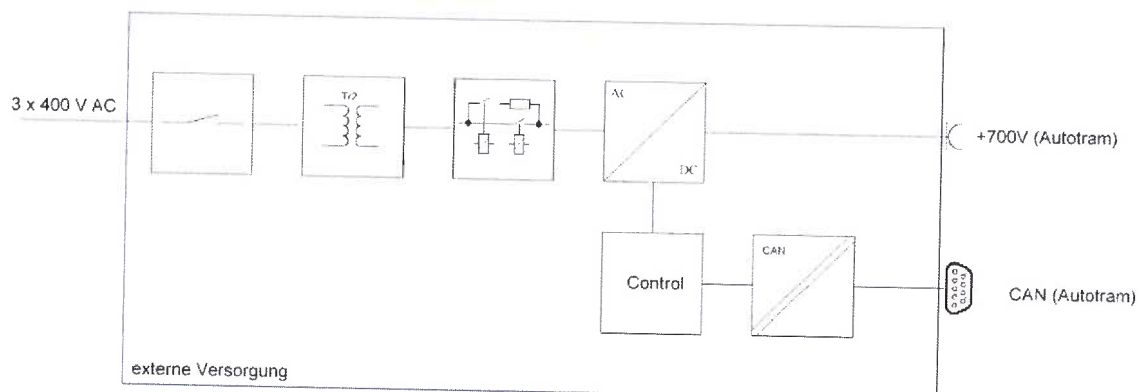 3 x 400 V AC
Tr2
AC
DC
+700V (Autotram)
Control
CAN
CAN (Autotram)
externe Versorgung